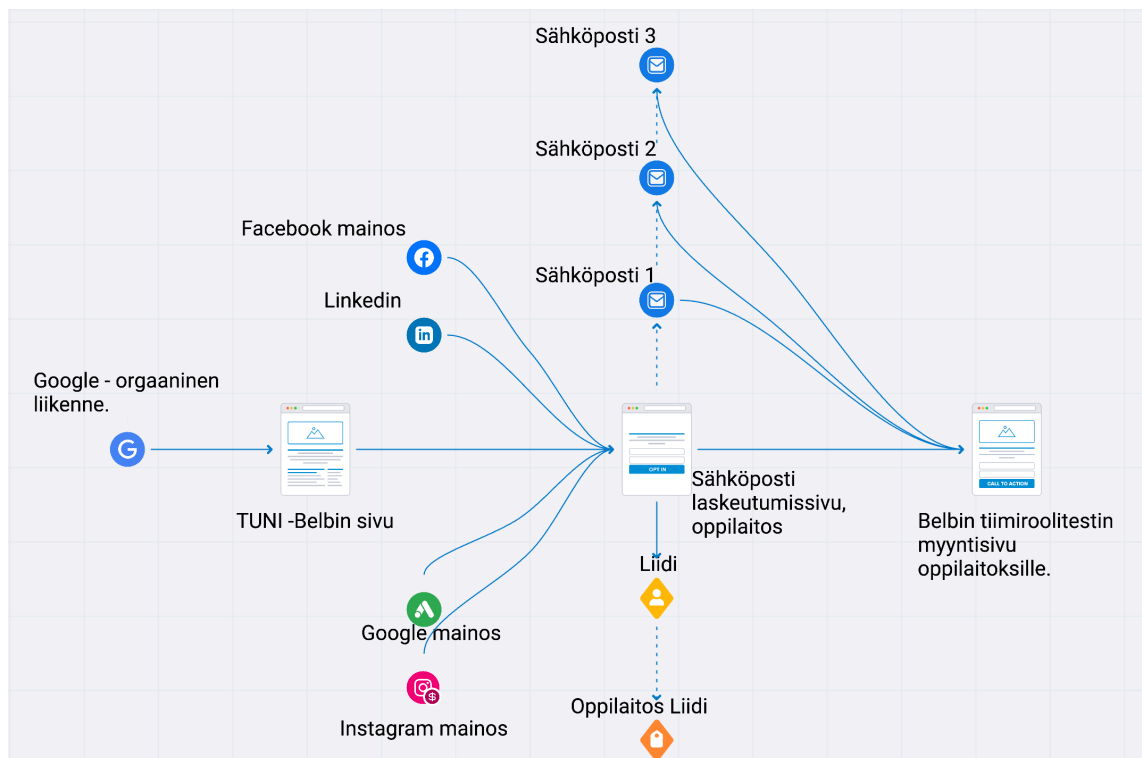 Sähköposti 3
Sähköposti 2
Facebook mainos
Sähköposti 1
Linkedin
Google - orgaaninen
liikenne.
OPT IN
CALL TO ACTION
Sähköposti
laskeutumissivu,
oppilaitos
TUNI -Belbin sivu
Belbin tiimiroolitestin
myyntisivu
oppilaitoksille.
Liidi
Google mainos
Oppilaitos Liidi
Instagram mainos